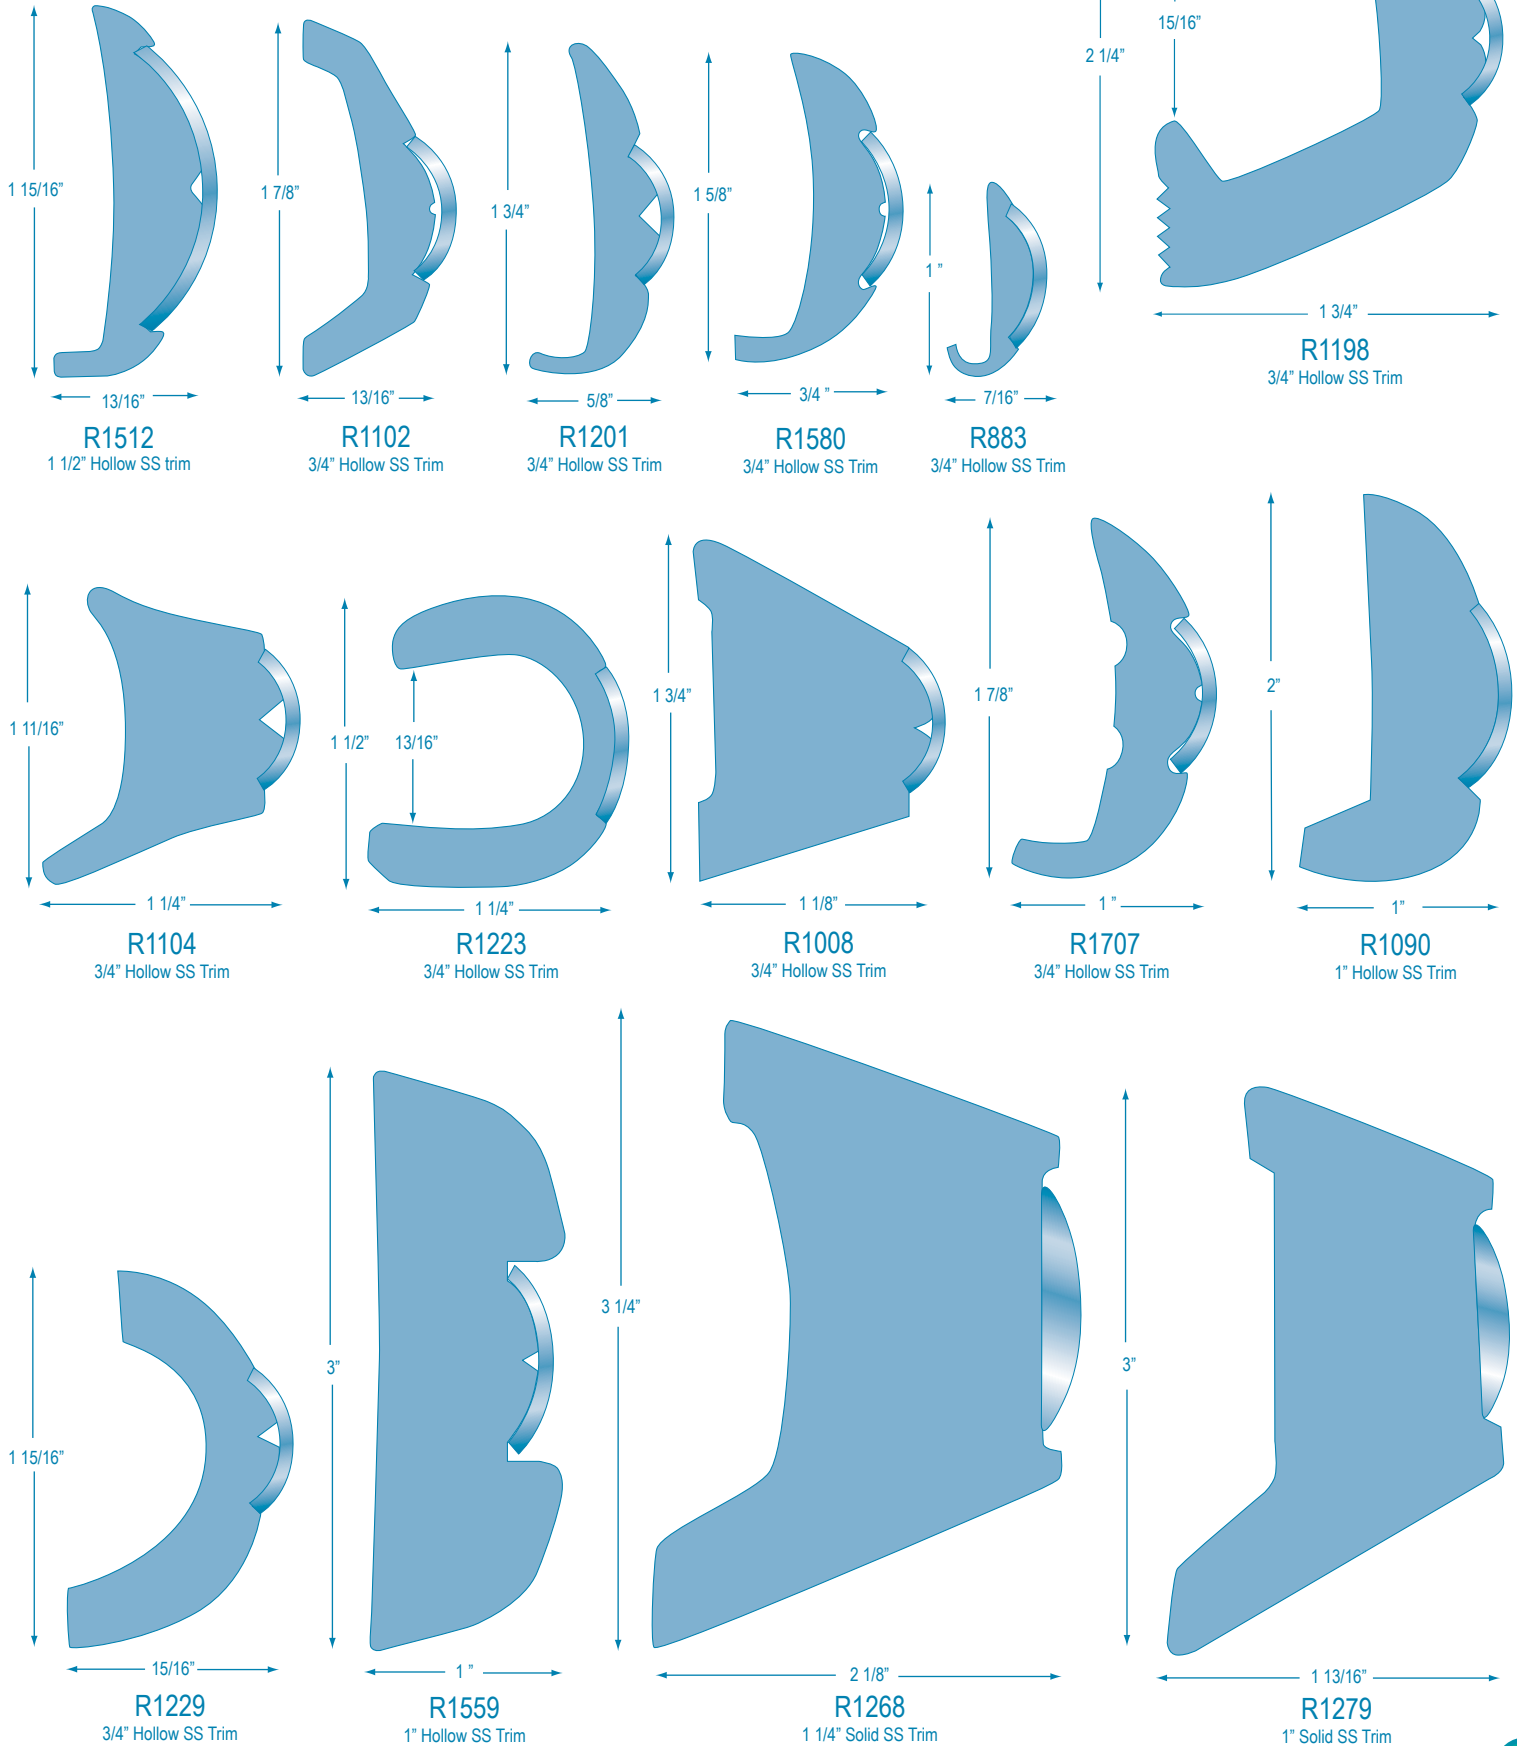 15/16”
2 1/4”
1 3/4”
R1198
3/4” Hollow SS Trim
1 15/16”
13/16”
R1512
1 1/2” Hollow SS trim
1 7/8”
13/16”
R1102
3/4” Hollow SS Trim
1 3/4”
5/8”
R1201
3/4” Hollow SS Trim
1 5/8”
3/4 ”
R1580
3/4” Hollow SS Trim
1 ”
7/16”
R883
3/4” Hollow SS Trim
1 11/16”
1 1/4”
R1104
3/4” Hollow SS Trim
1 1/2”
13/16”
1 1/4”
R1223
3/4” Hollow SS Trim
1 3/4”
1 1/8”
R1008
3/4” Hollow SS Trim
1 7/8”
1 ”
R1707
3/4” Hollow SS Trim
2”
1”
R1090
1” Hollow SS Trim
1 15/16”
15/16”
R1229
3/4” Hollow SS Trim
3”
1 ”
R1559
1” Hollow SS Trim
3 1/4”
2 1/8”
R1268
1 1/4” Solid SS Trim
3”
1 13/16”
R1279
1” Solid SS Trim